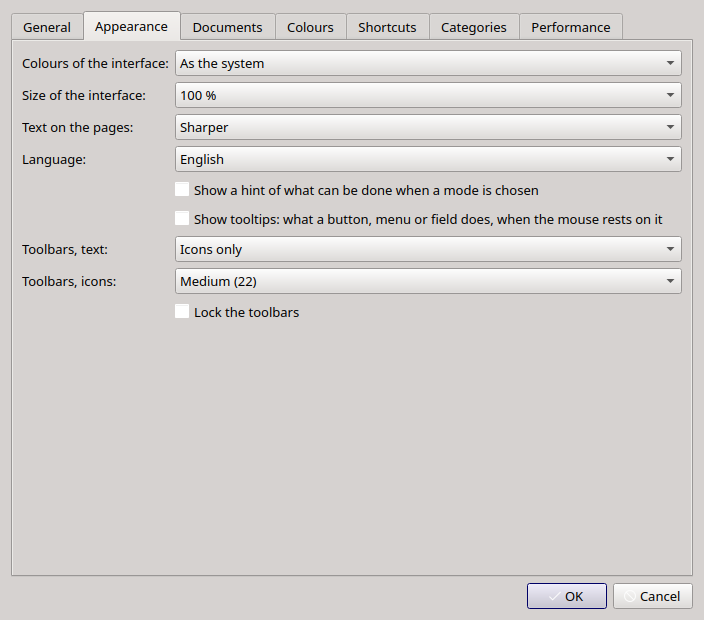 General Appearance Documents Colours Shortcuts Categories Performance
Colours of the interface: As the system
Size of the interface: 100 %
Text on the pages: Sharper
Language: English
Show a hint of what can be done when a mode is chosen
Show tooltips: what a button, menu or field does, when the mouse rests on it
Toolbars, text: Icons only
Toolbars, icons: Medium (22)
Lock the toolbars
OK Cancel